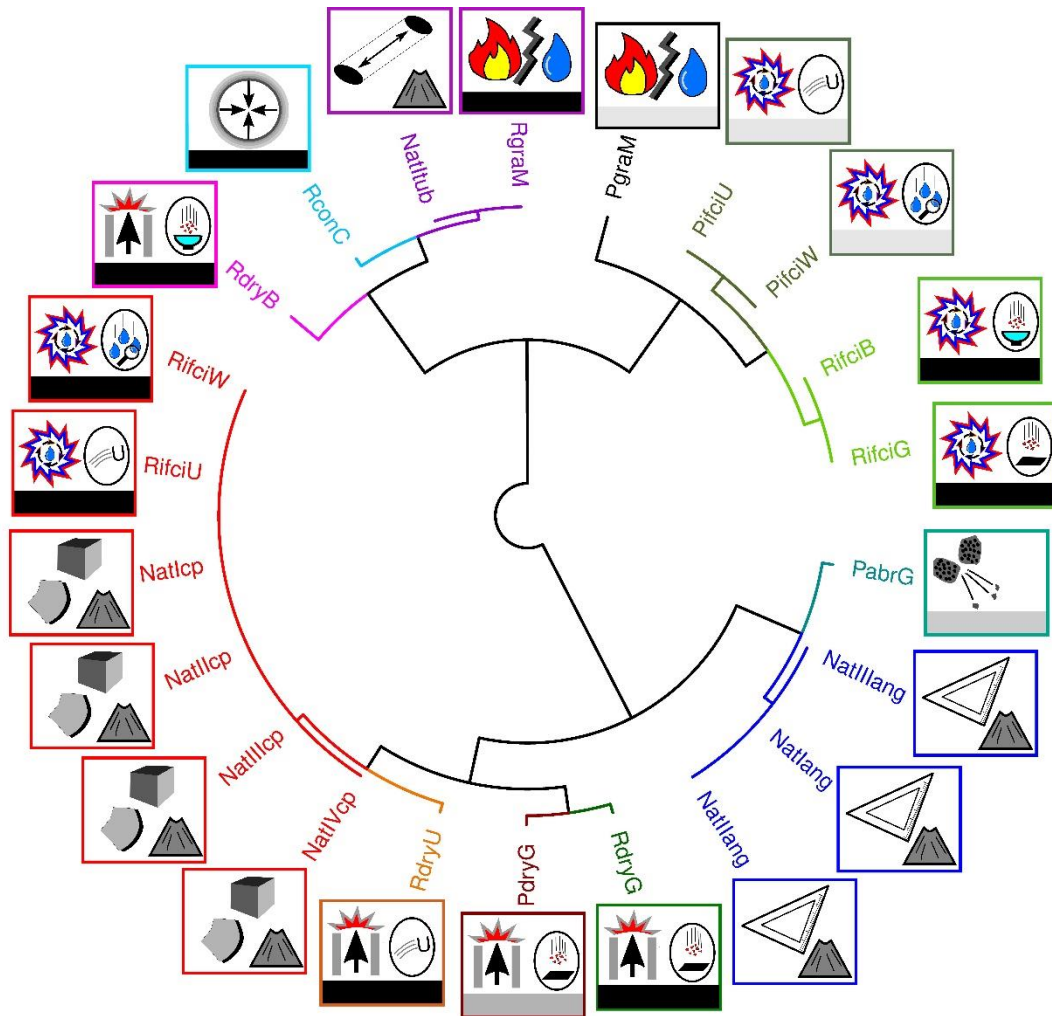 RgraM
PgraM
NatItub
PifciU
RconC
PifciW
RdryB
RifciB
RifciW
RifciG
RifciU
NatIcp
PabrG
NatIIcp
NatIIIang
NatIIIcp
NatIang
NatIVcp
NatIIang
RdryU
PdryG
RdryG
U
U
U